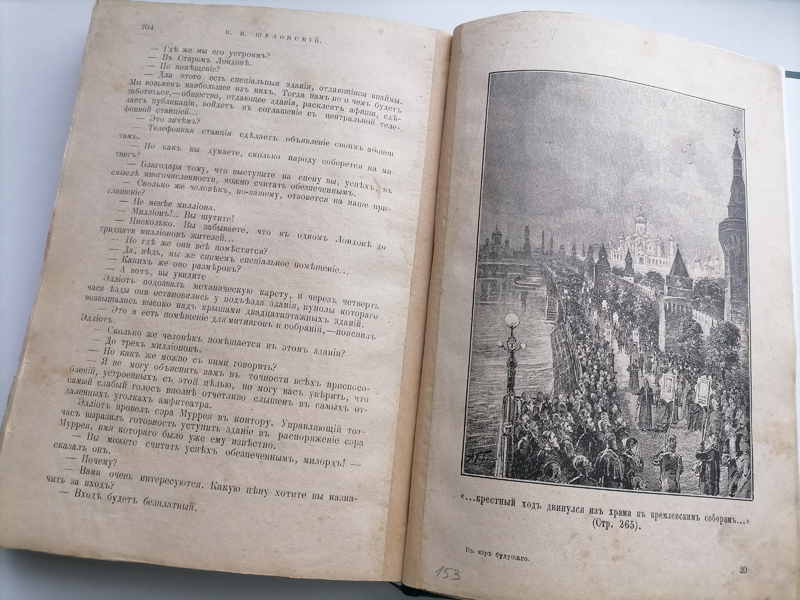 304
В. Н. ШЕЛОНСКІЙ.
— Гдѣ же мы его устроимъ?
— Въ Старомъ Лондонѣ.
— Но помѣщеніе?
— Для этого есть спеціальныя зданія, отдающіяся внаймы.
Мы возьмемъ наибольшее изъ нихъ. Тогда намъ не о чемъ будетъ
заботиться,—общество, отдающее зданія, расклеитъ афиши, сдѣ-
лаетъ публикаціи, войдетъ въ соглашеніе съ центральной теле-
фонной станціей...
— Это зачѣмъ?
— Телефонная станція сдѣлаетъ объявленіе своимъ абонен
тамъ.
— Но какъ вы думаете, сколько народу соберется на ми-
тингъ?
— Благодаря тому, что выступите на сцену вы, успѣхъ, въ
смыслѣ многочисленности, можно считать обезпеченнымъ.
— Сколько же человѣкъ, по-вашему, отзовется на наше при-
глашеніе?
— Не менѣе милліона.
— Милліонъ!.. Вы шутите!
— Нисколько. Вы забываете, что въ одномъ Лондонѣ до
тридцати милліоновъ жителей...
— Но гдѣ же они всѣ помѣстятся?
— Да, вѣдь, мы же снимемъ спеціальное помѣщеніе...
— Какихъ же оно размѣровъ?
— А вотъ, вы увидите
Элліотъ подозвалъ механическую карету, и черезъ четверть
часа ѣзды они остановились у подъѣзда зданія, куполы котораго
возвышались высоко надъ крышами двадцатиэтажныхъ зданій.
— Это и есть помѣщеніе для митинговъ и собраній,—пояснилъ
Элліотъ.
— Сколько же человѣкъ помѣщается въ этомъ зданіи?
— До трехъ милліоновъ.
— Но какъ же можно съ ними говорить?
— Я не могу объяснить вамъ въ точности всѣхъ приспосо-
бленій, устроенныхъ съ этой цѣлью, но могу васъ увѣрить, что
самый слабый голосъ вполнѣ отчетливо слышенъ въ самыхъ от-
даленныхъ уголкахъ амфитеатра.
Элліотъ провелъ сэра Муррея въ контору. Управляющій тот-
часъ выразилъ готовность уступить зданіе въ распоряженіе сэра
Муррея, имя котораго было уже ему извѣстно.
— Вы можете считать успѣхъ обезпеченнымъ, милордъ! —
сказалъ онъ.
— Почему?
— Вами очень интересуются. Какую цѣну хотите вы назна-
чить за входъ?
— Входъ будетъ безплатный.
«...крестный ходъ двинулся изъ храма къ кремлевскимъ соборамъ...»
(Стр. 265).
Въ мірѣ будущаго.
20
153